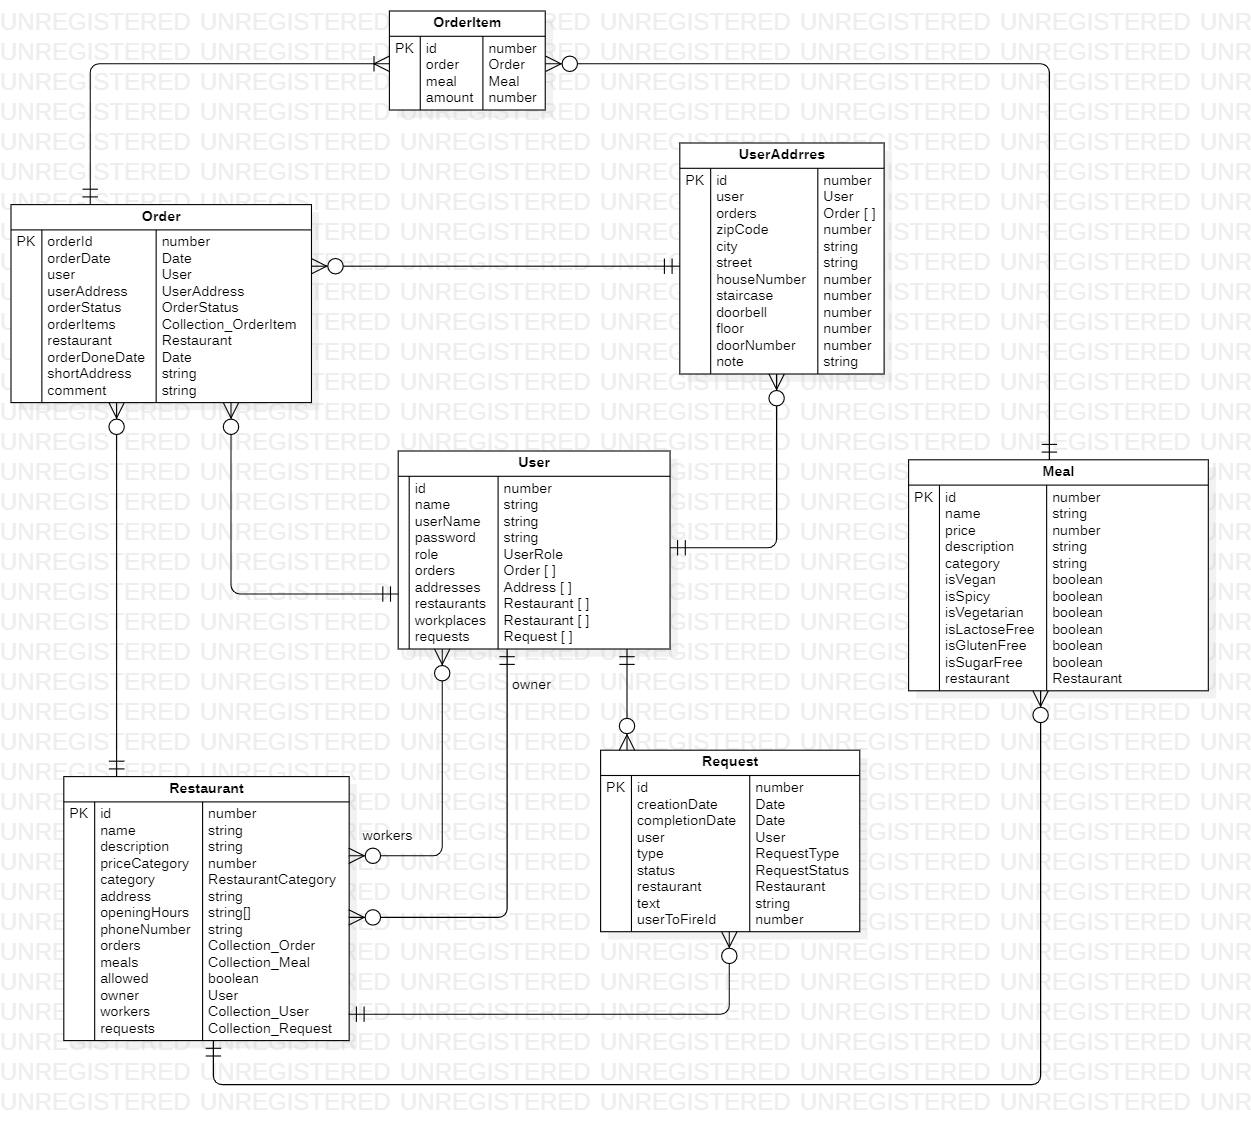 OrderItem
PK id number
order Order
meal Meal
amount number
UserAddrres
PK id number
user User
orders Order [ ]
zipCode number
city string
street string
houseNumber number
staircase number
doorbell number
floor number
doorNumber number
note string
Order
PK orderId number
orderDate Date
user User
userAddress UserAddress
orderStatus OrderStatus
orderItems Collection_OrderItem
restaurant Restaurant
orderDoneDate Date
shortAddress string
comment string
User
id number
name string
userName string
password string
role UserRole
orders Order [ ]
addresses Address [ ]
restaurants Restaurant [ ]
workplaces Restaurant [ ]
requests Request [ ]
Meal
PK id number
name string
price number
description string
category string
isVegan boolean
isSpicy boolean
isVegetarian boolean
isLactoseFree boolean
isGlutenFree boolean
isSugarFree boolean
restaurant Restaurant
owner
workers
Request
PK id number
creationDate Date
completionDate Date
user User
type RequestType
status RequestStatus
restaurant Restaurant
text string
userToFireId number
Restaurant
PK id number
name string
description string
priceCategory number
category RestaurantCategory
address string
openingHours string[]
phoneNumber string
orders Collection_Order
meals Collection_Meal
allowed boolean
owner User
workers Collection_User
requests Collection_Request
UNREGISTERED